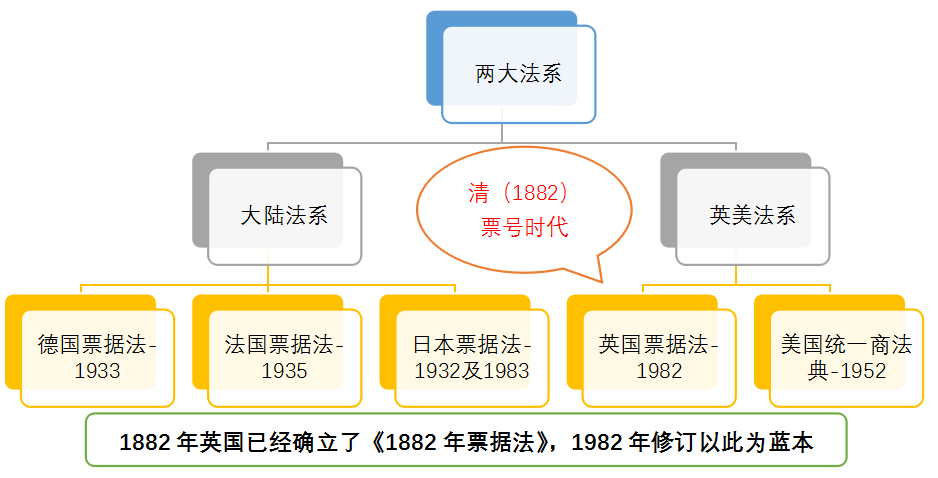 两大法系
大陆法系
清（1882）
票号时代
英美法系
德国票据法-
1933
法国票据法-
1935
日本票据法-
1932及1983
英国票据法-
1982
美国统一商法
典-1952
1882 年英国已经确立了《1882 年票据法》，1982 年修订以此为蓝本